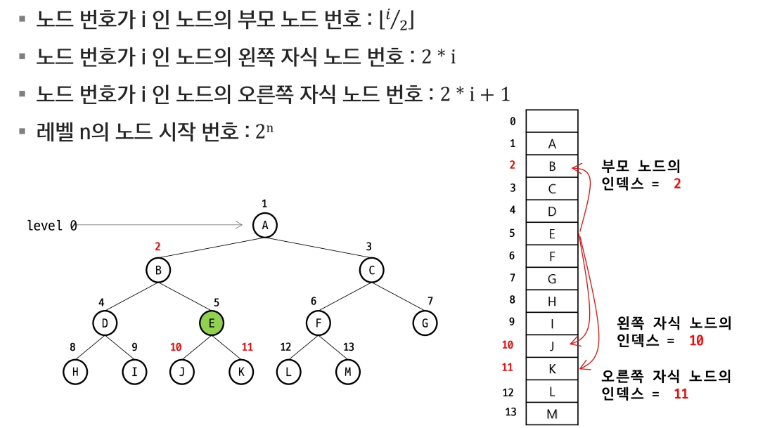 ▪ 노드 번호가 i 인 노드의 부모 노드 번호 : ⌊i/2⌋
▪ 노드 번호가 i 인 노드의 왼쪽 자식 노드 번호 : 2 * i
▪ 노드 번호가 i 인 노드의 오른쪽 자식 노드 번호 : 2 * i + 1
▪ 레벨 n의 노드 시작 번호 : 2ⁿ
level 0
1
A
2 3
B C
4 5 6 7
D E F G
8 9 10 11 12 13
H I J K L M
0
1 A
2 B
3 C
4 D
5 E
6 F
7 G
8 H
9 I
10 J
11 K
12 L
13 M
부모 노드의
인덱스 = 2
왼쪽 자식 노드의
인덱스 = 10
오른쪽 자식 노드의
인덱스 = 11